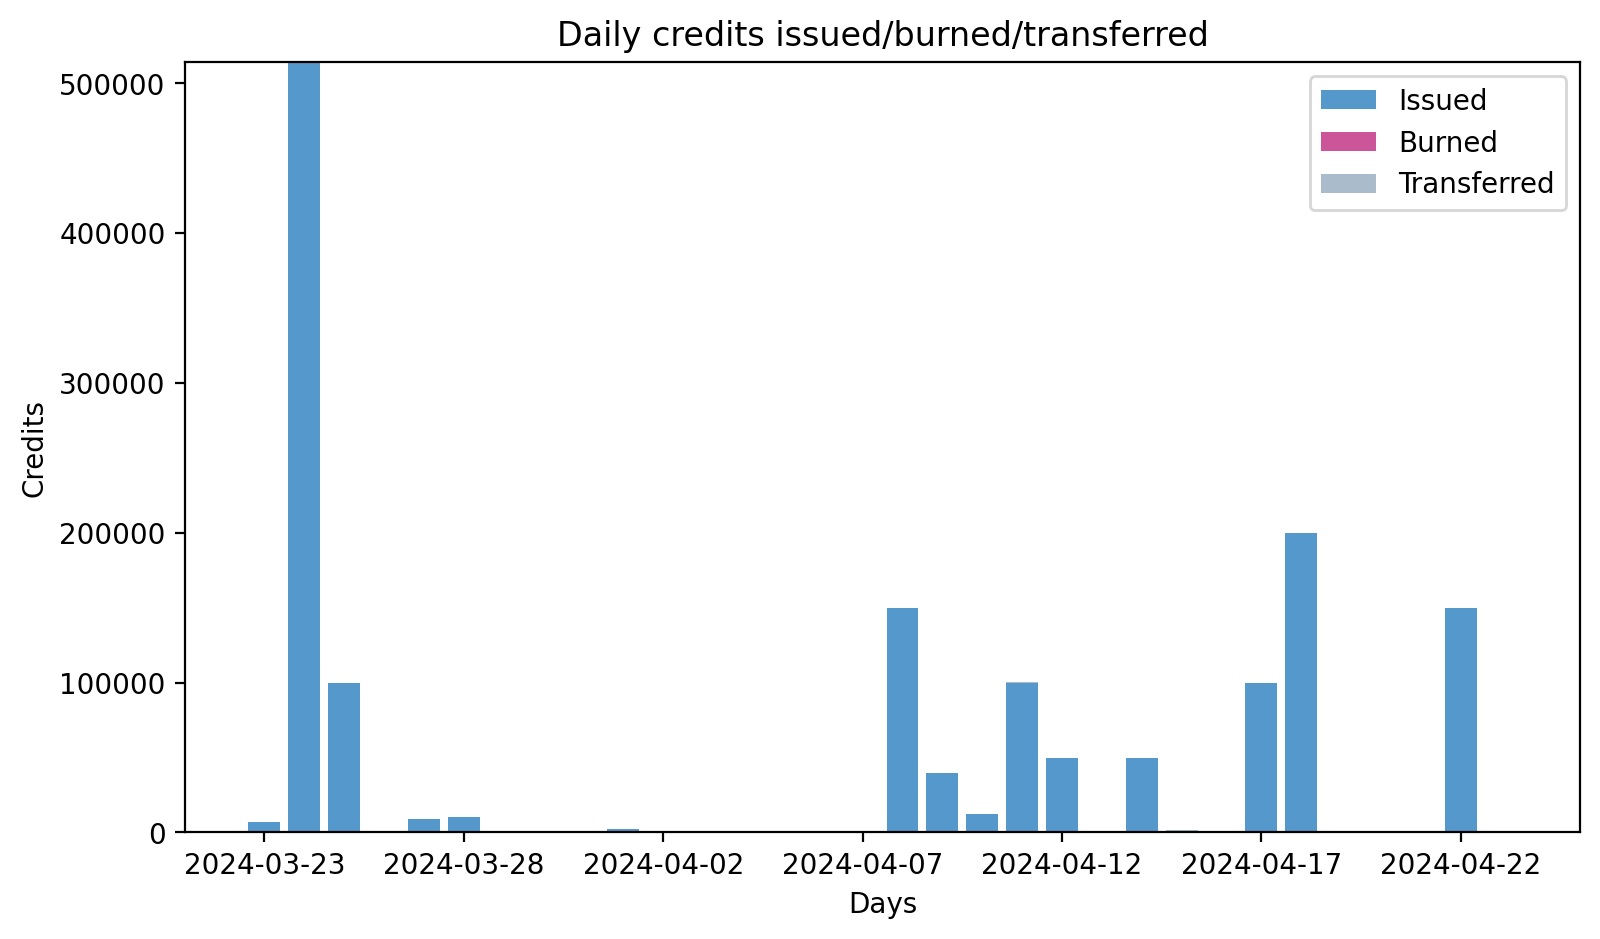 Daily credits issued/burned/transferred
500000
400000
300000
200000
100000
0
Credits
Issued
Burned
Transferred
2024-03-23 2024-03-28 2024-04-02 2024-04-07 2024-04-12 2024-04-17 2024-04-22
Days